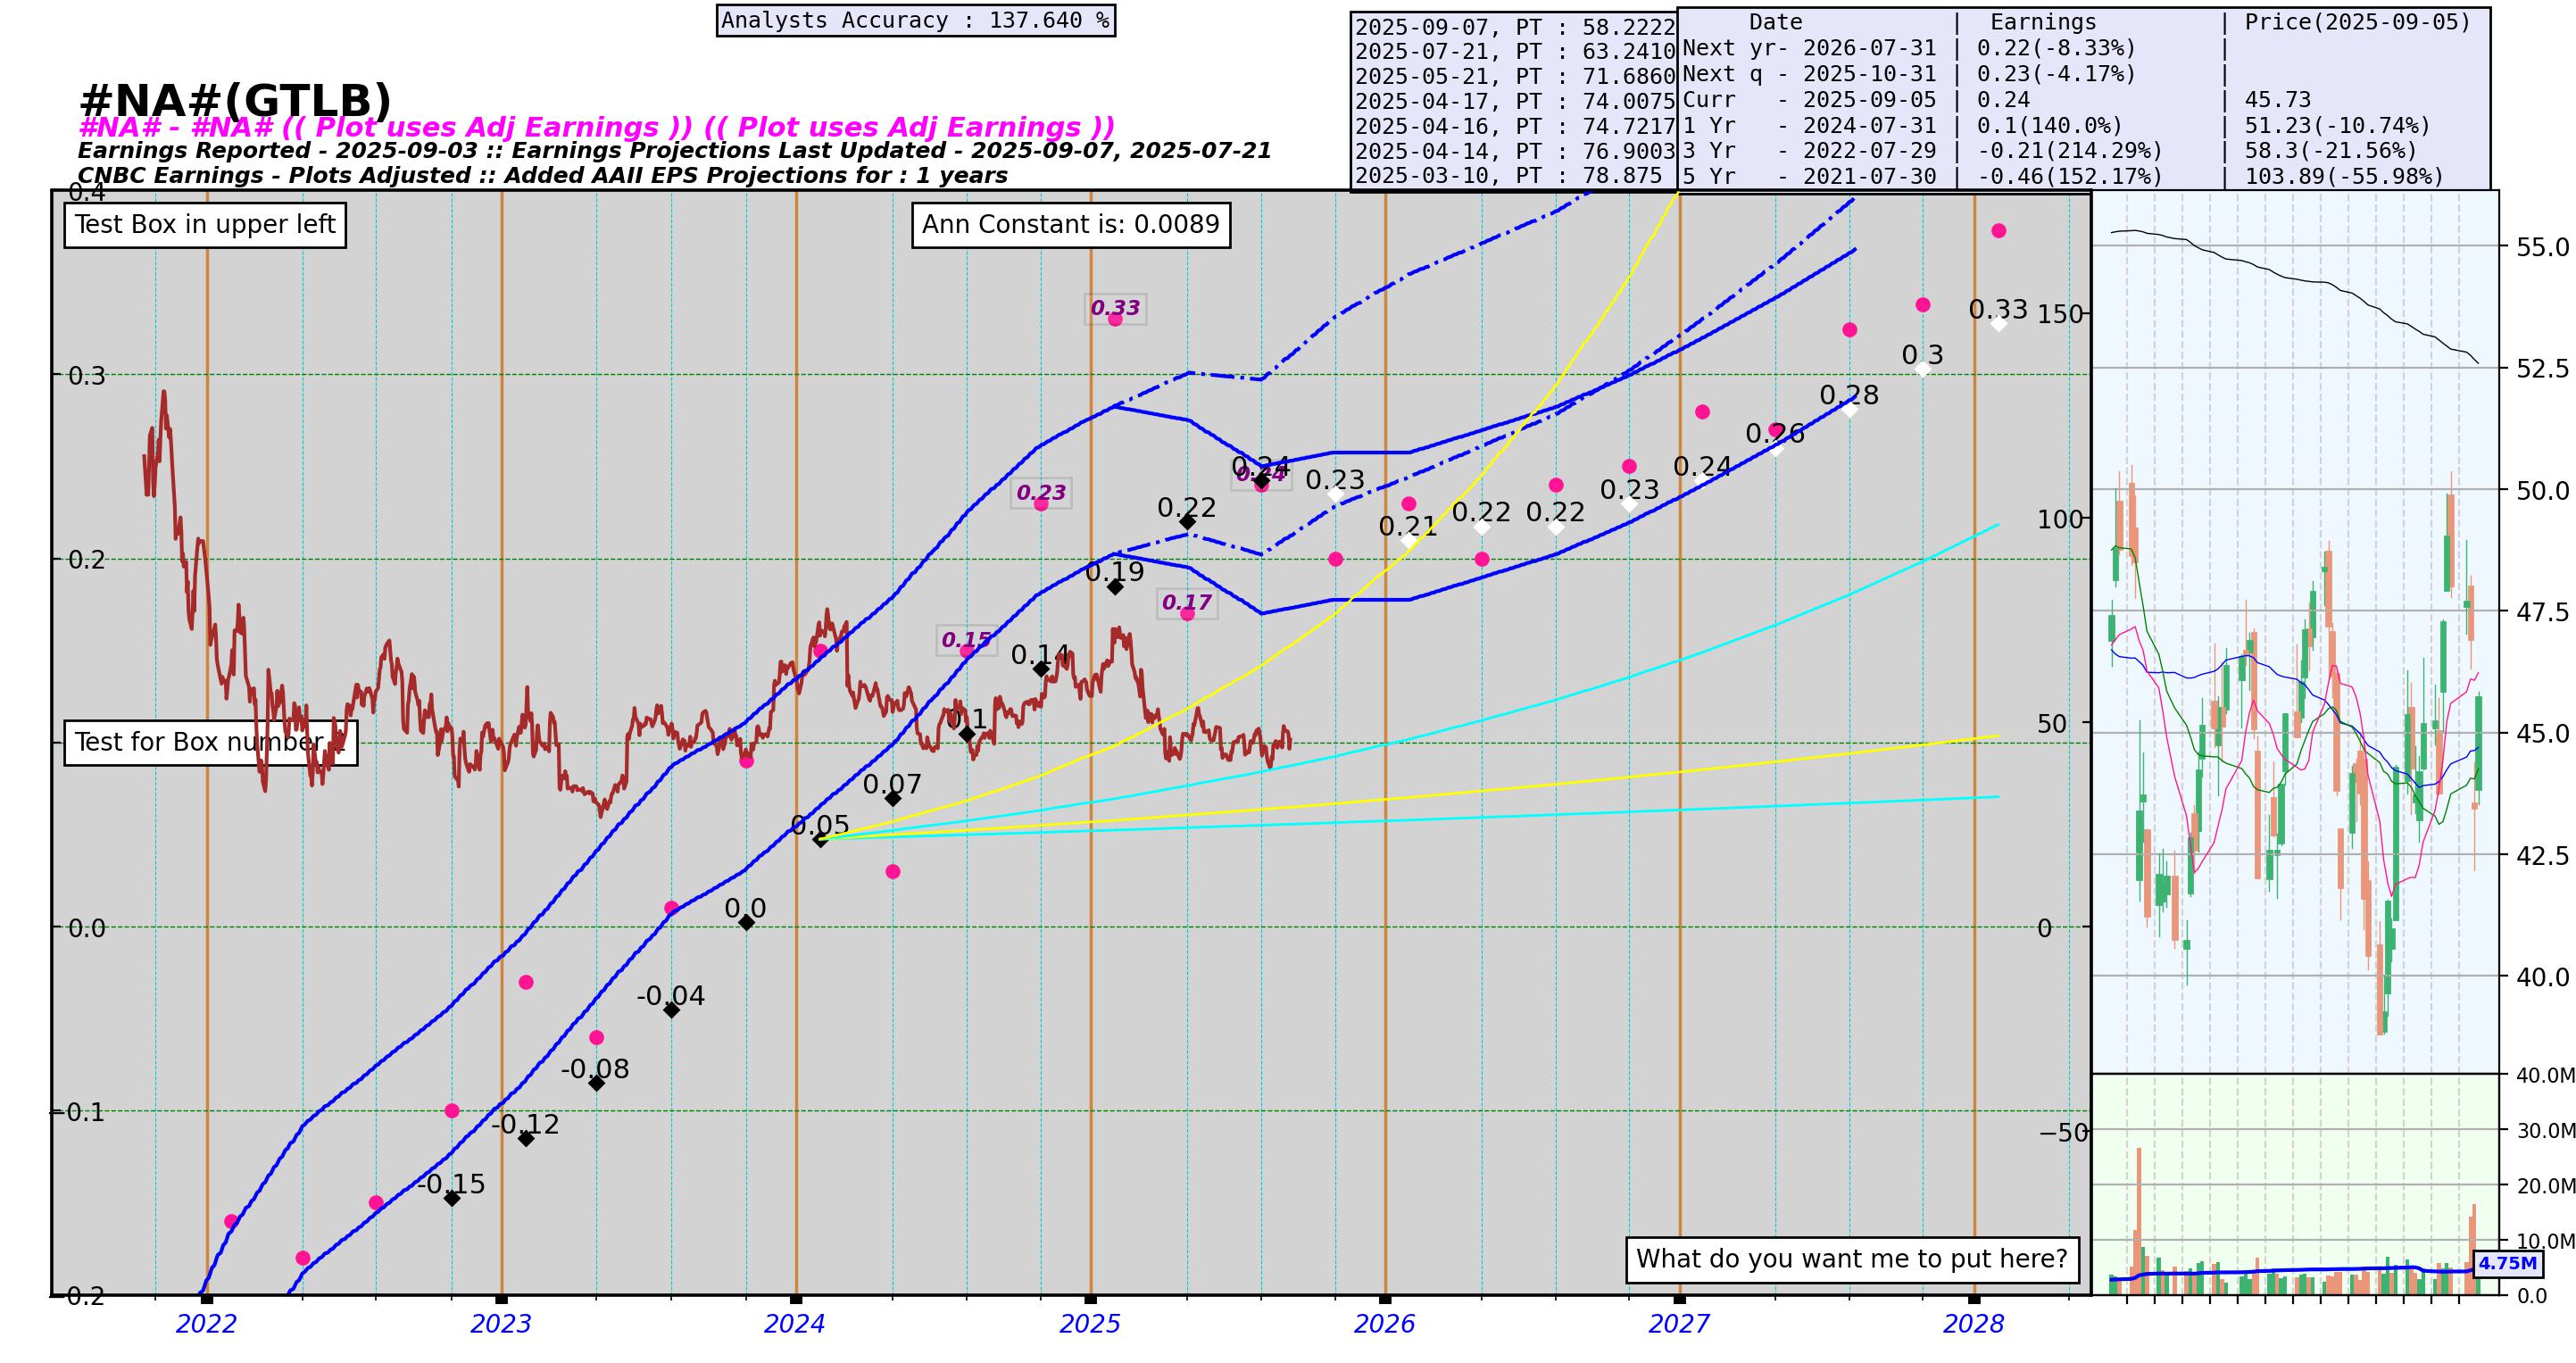 Analysts Accuracy : 137.640 %
2025-09-07, PT : 58.2222
2025-07-21, PT : 63.2410
2025-05-21, PT : 71.6860
2025-04-17, PT : 74.0075
2025-04-16, PT : 74.7217
2025-04-14, PT : 76.9003
2025-03-10, PT : 78.875
Date | Earnings | Price(2025-09-05)
Next yr- 2026-07-31 | 0.22(-8.33%) |
Next q - 2025-10-31 | 0.23(-4.17%) |
Curr - 2025-09-05 | 0.24 | 45.73
1 Yr - 2024-07-31 | 0.1(140.0%) | 51.23(-10.74%)
3 Yr - 2022-07-29 | -0.21(214.29%) | 58.3(-21.56%)
5 Yr - 2021-07-30 | -0.46(152.17%) | 103.89(-55.98%)
#NA#(GTLB)
#NA# - #NA# (( Plot uses Adj Earnings )) (( Plot uses Adj Earnings ))
Earnings Reported - 2025-09-03 :: Earnings Projections Last Updated - 2025-09-07, 2025-07-21
CNBC Earnings - Plots Adjusted :: Added AAII EPS Projections for : 1 years
0.4
Test Box in upper left
Ann Constant is: 0.0089
0.33
0.33
150
55.0
0.3
0.3
52.5
0.28
0.26
0.24
0.24
0.24
0.23
0.23
0.23
0.22
0.21
0.22
0.22
100
50.0
0.2
0.19
0.17
47.5
0.15
0.14
Test for Box number
0.1
50
45.0
0.07
0.05
42.5
0.0
0.0
0
40.0
-0.04
-0.08
-0.1
-0.12
-0.15
−50
40.0M
30.0M
20.0M
10.0M
4.75M
0.0
What do you want me to put here?
-0.2
2022
2023
2024
2025
2026
2027
2028